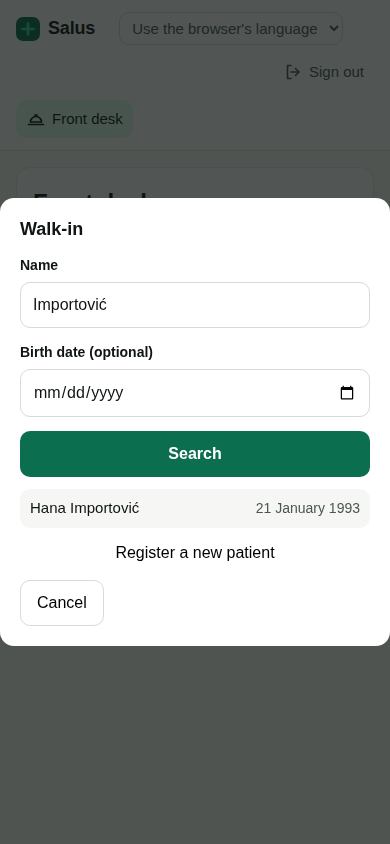 Salus
Use the browser's language
Sign out
Front desk
Walk-in
Name
Importović
Birth date (optional)
mm/dd/yyyy
Search
Hana Importović 21 January 1993
Register a new patient
Cancel